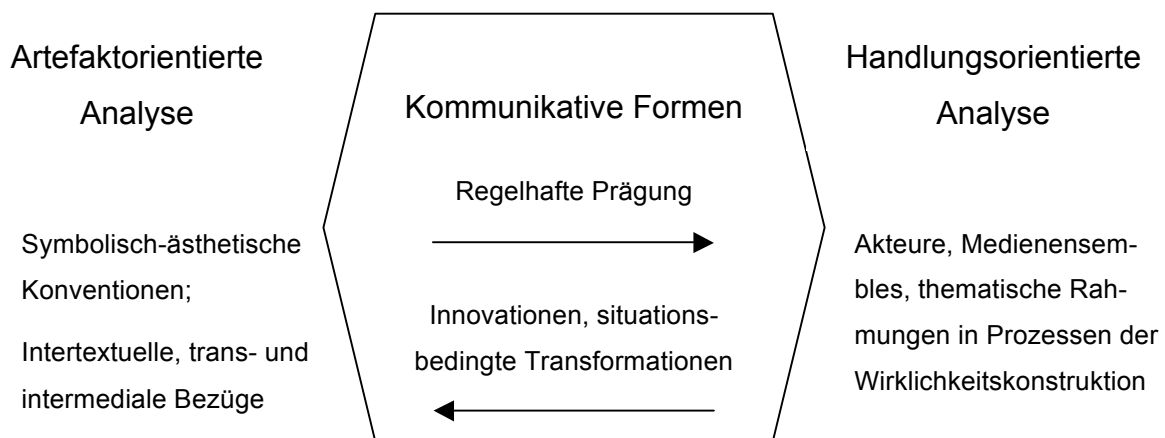 Artefaktorientierte
Analyse
Symbolisch-ästhetische
Konventionen;
Intertextuelle, trans- und
intermediale Bezüge
Kommunikative Formen
Regelhafte Prägung
Innovationen, situations-
bedingte Transformationen
Handlungsorientierte
Analyse
Akteure, Medienensem-
bles, thematische Rah-
mungen in Prozessen der
Wirklichkeitskonstruktion